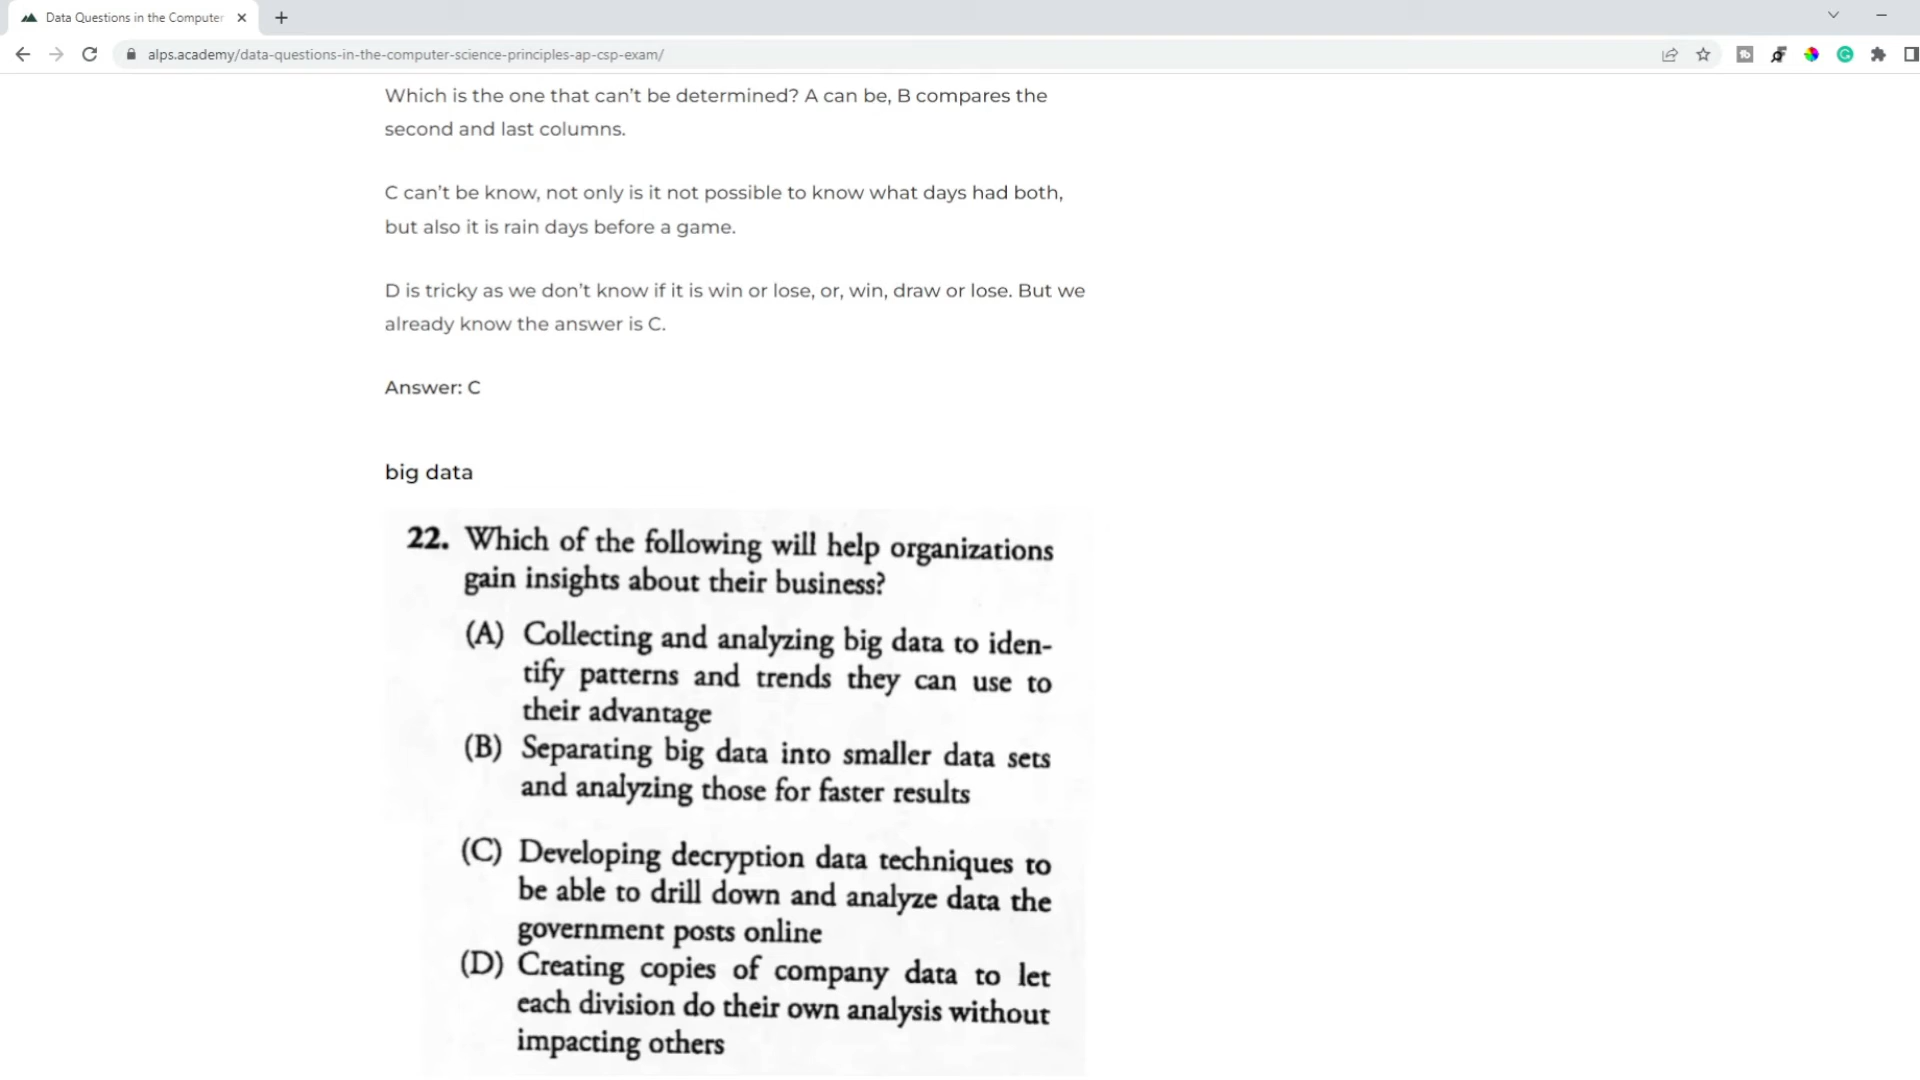 Data Questions in the Computer
alps.academy/data-questions-in-the-computer-science-principles-ap-csp-exam/
Which is the one that can't be determined? A can be, B compares the
second and last columns.
C can't be know, not only is it not possible to know what days had both,
but also it is rain days before a game.
D is tricky as we don't know if it is win or lose, or, win, draw or lose. But we
already know the answer is C.
Answer: C
big data
22. Which of the following will help organizations
gain insights about their business?
(A) Collecting and analyzing big data to iden-
tify patterns and trends they can use to
their advantage
(B) Separating big data into smaller data sets
and analyzing those for faster results
(C) Developing decryption data techniques to
be able to drill down and analyze data the
government posts online
(D) Creating copies of company data to let
each division do their own analysis without
impacting others